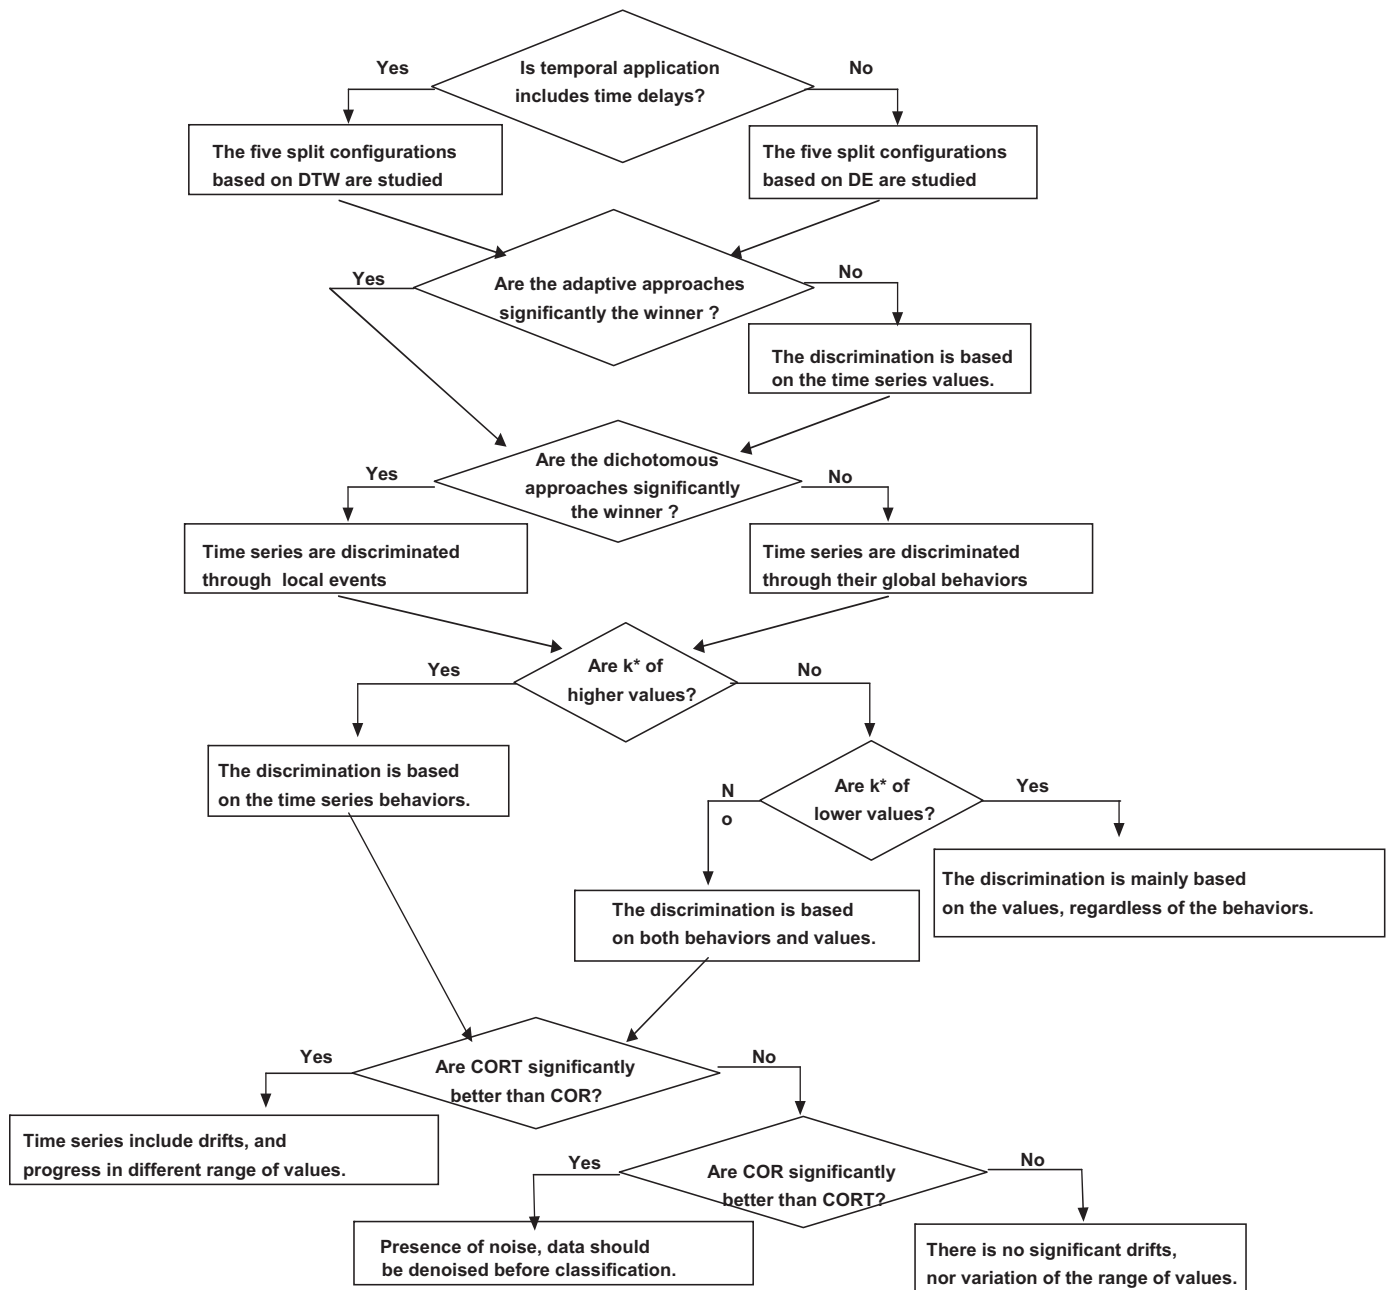 Yes
Is temporal application
includes time delays?
No
The five split configurations
based on DTW are studied
The five split configurations
based on DE are studied
Yes
Are the adaptive approaches
significantly the winner ?
No
The discrimination is based
on the time series values.
Yes
Are the dichotomous
approaches significantly
the winner ?
No
Time series are discriminated
through local events
Time series are discriminated
through their global behaviors
Yes
Are k* of
higher values?
No
The discrimination is based
on the time series behaviors.
N
o
Are k* of
lower values?
Yes
The discrimination is based
on both behaviors and values.
The discrimination is mainly based
on the values, regardless of the behaviors.
Yes
Are CORT significantly
better than COR?
No
Time series include drifts, and
progress in different range of values.
Yes
Are COR significantly
better than CORT?
No
Presence of noise, data should
be denoised before classification.
There is no significant drifts,
nor variation of the range of values.